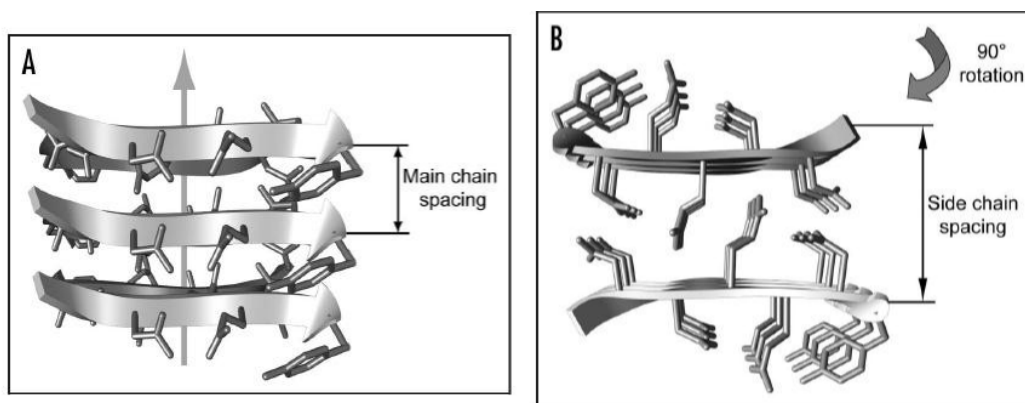 A
Main chain
spacing
B
90°
rotation
Side chain
spacing